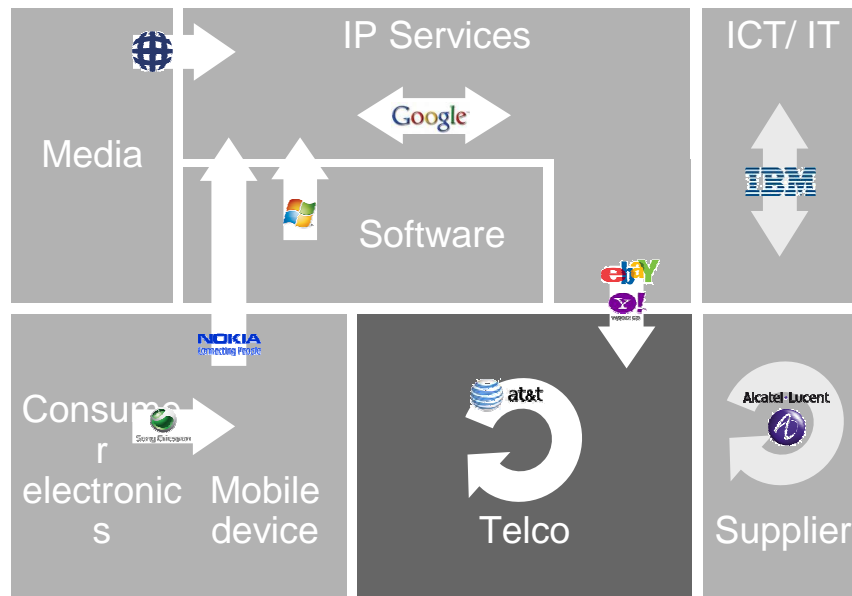 IP Services
ICT/ IT
Google
Media
IBM
Software
ebaY
Y!
NOKIA
Connecting People
at&t
Alcatel·Lucent
Consume
r
electronic
s
Sony Ericsson
Mobile
device
Telco
Supplier